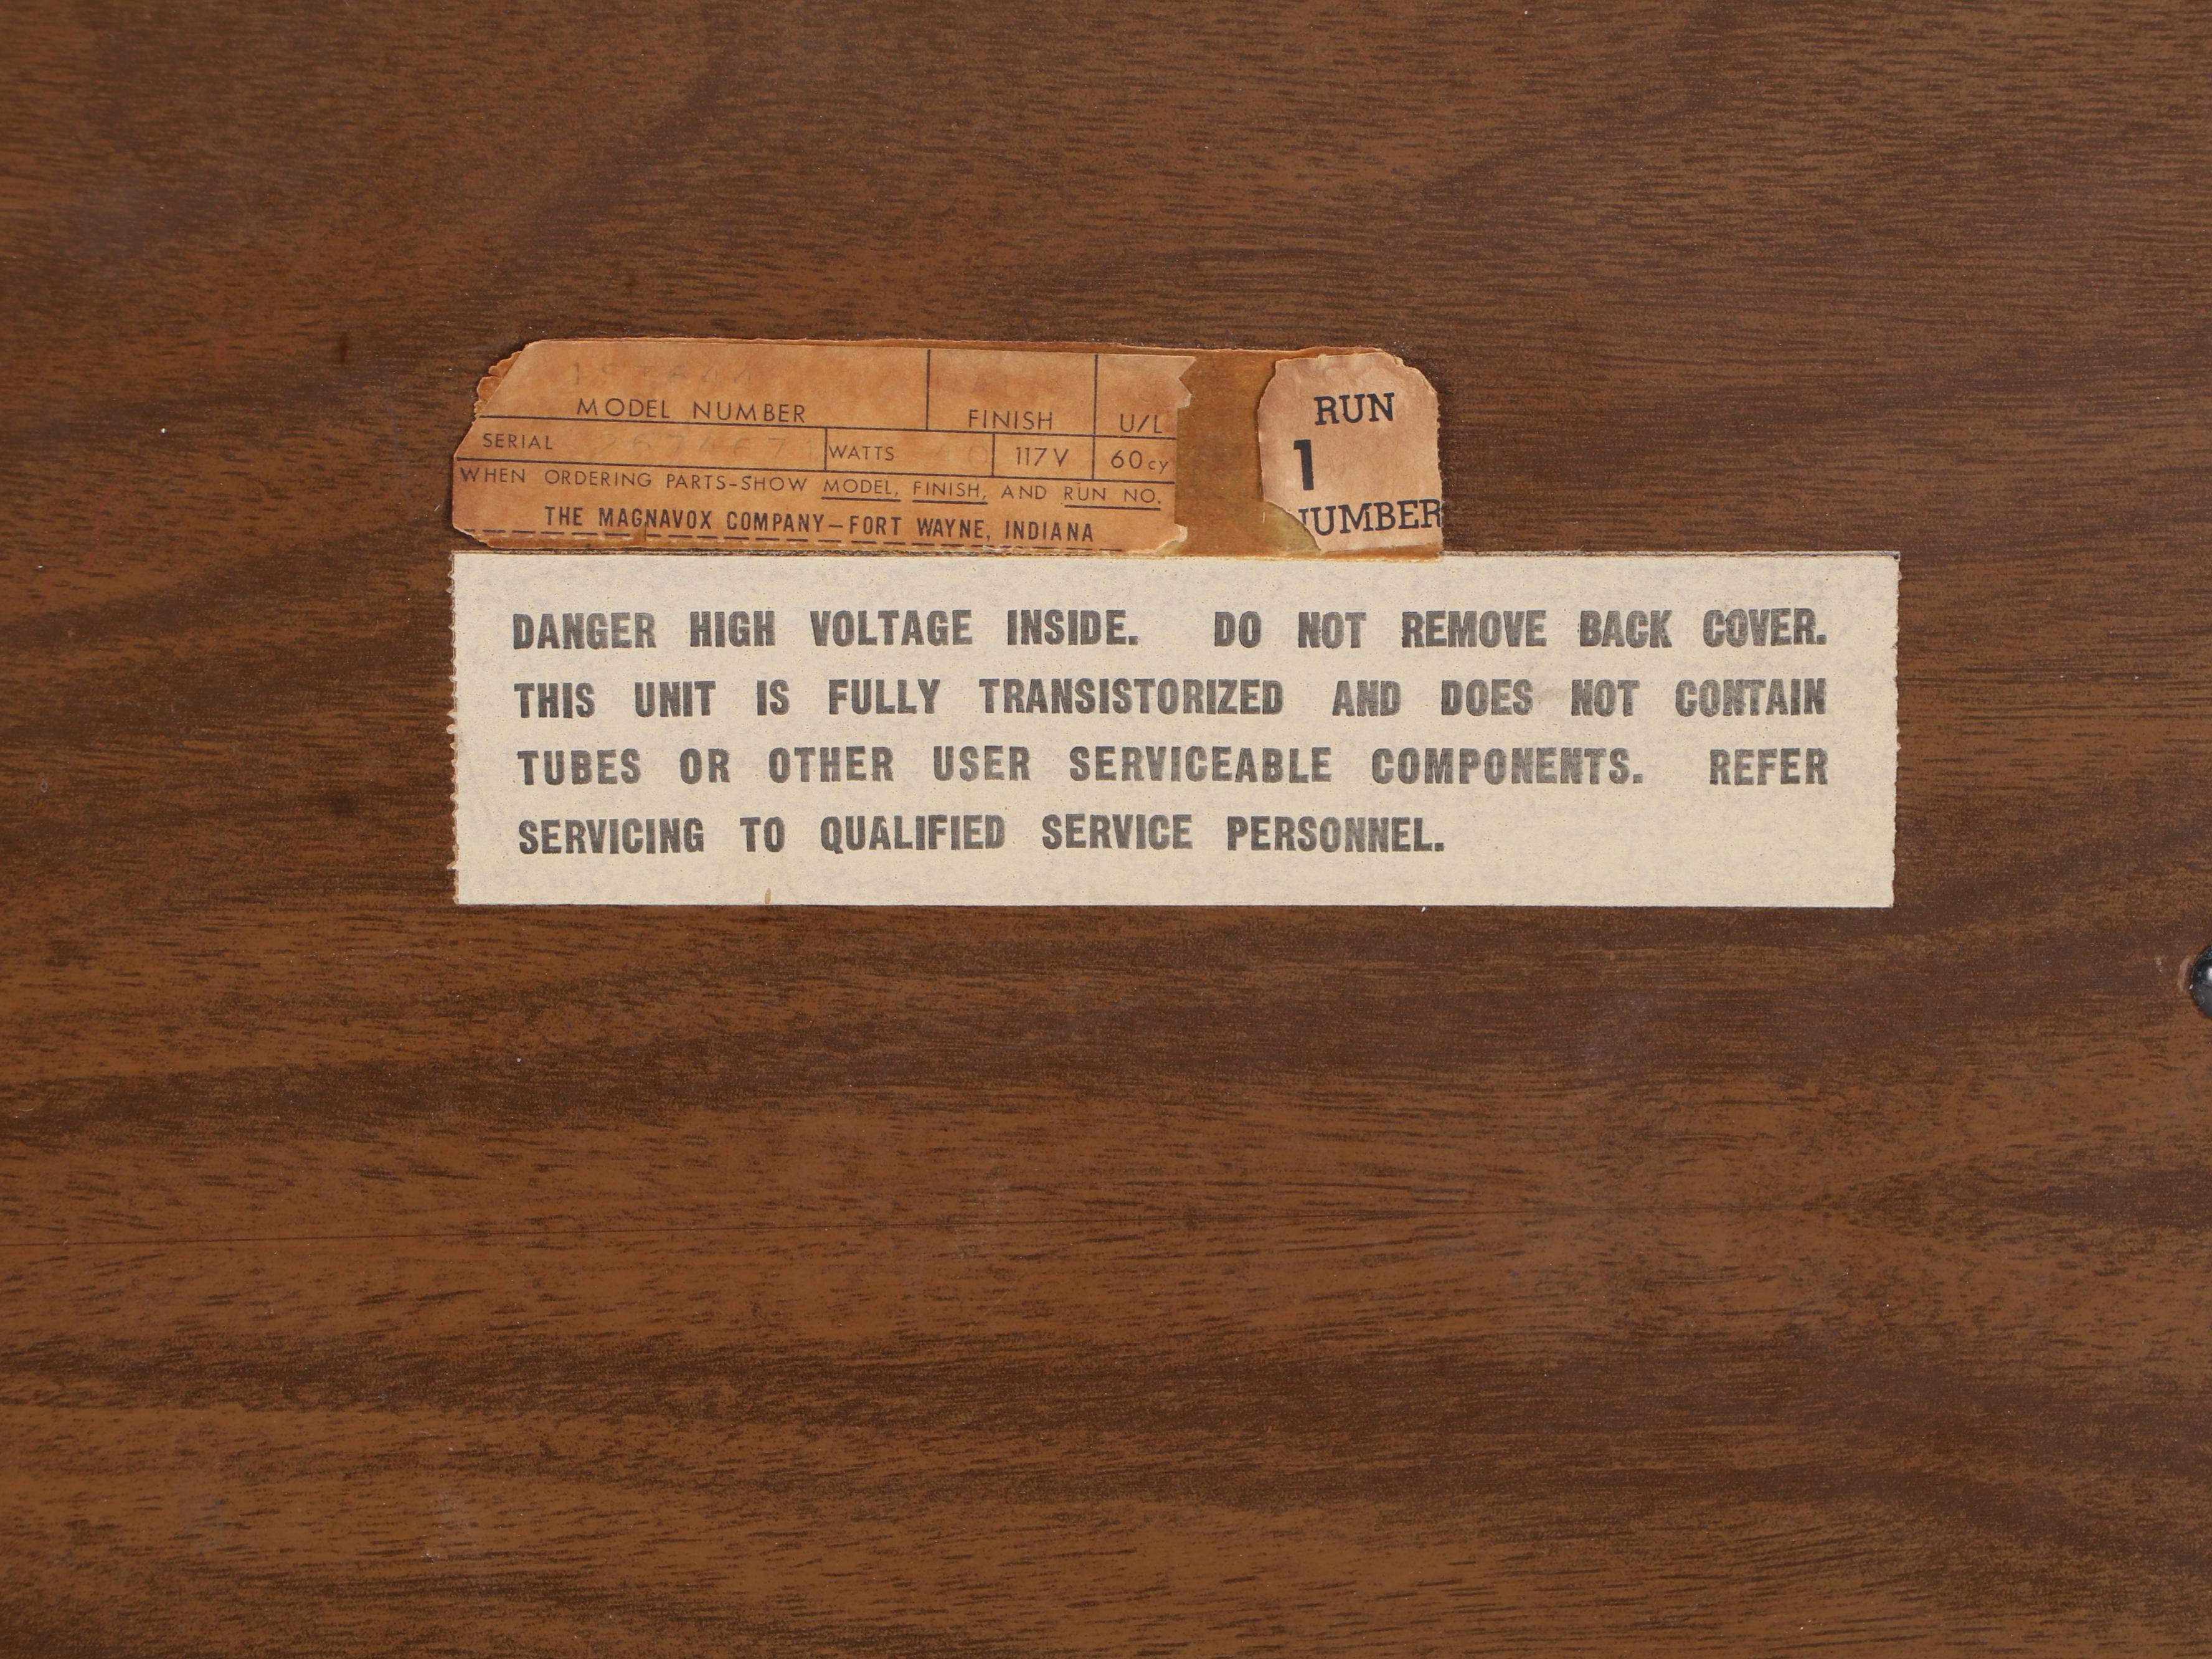 MODEL NUMBER FINISH U/L
SERIAL WATTS 117V 60cy
WHEN ORDERING PARTS-SHOW MODEL, FINISH, AND RUN NO.
THE MAGNAVOX COMPANY—FORT WAYNE, INDIANA
RUN
1
UMBER
DANGER HIGH VOLTAGE INSIDE. DO NOT REMOVE BACK COVER.
THIS UNIT IS FULLY TRANSISTORIZED AND DOES NOT CONTAIN
TUBES OR OTHER USER SERVICEABLE COMPONENTS. REFER
SERVICING TO QUALIFIED SERVICE PERSONNEL.